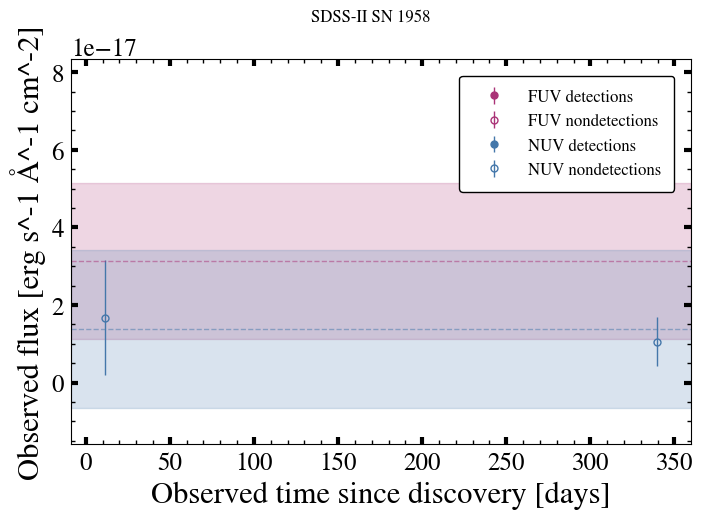 SDSS-II SN 1958
1e−17
8
6
4
2
0
Observed flux [erg s^-1 Å^-1 cm^-2]
FUV detections
FUV nondetections
NUV detections
NUV nondetections
0 50 100 150 200 250 300 350
Observed time since discovery [days]